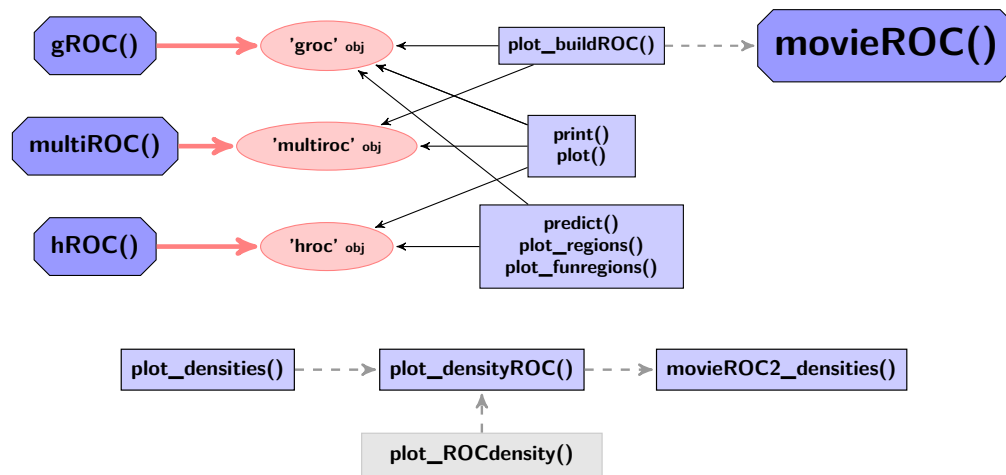 gROC()
'groc' obj
plot_buildROC()
movieROC()
multiROC()
'multiroc' obj
print()
plot()
hROC()
'hroc' obj
predict()
plot_regions()
plot_funregions()
plot_densities()
plot_densityROC()
movieROC2_densities()
plot_ROCdensity()